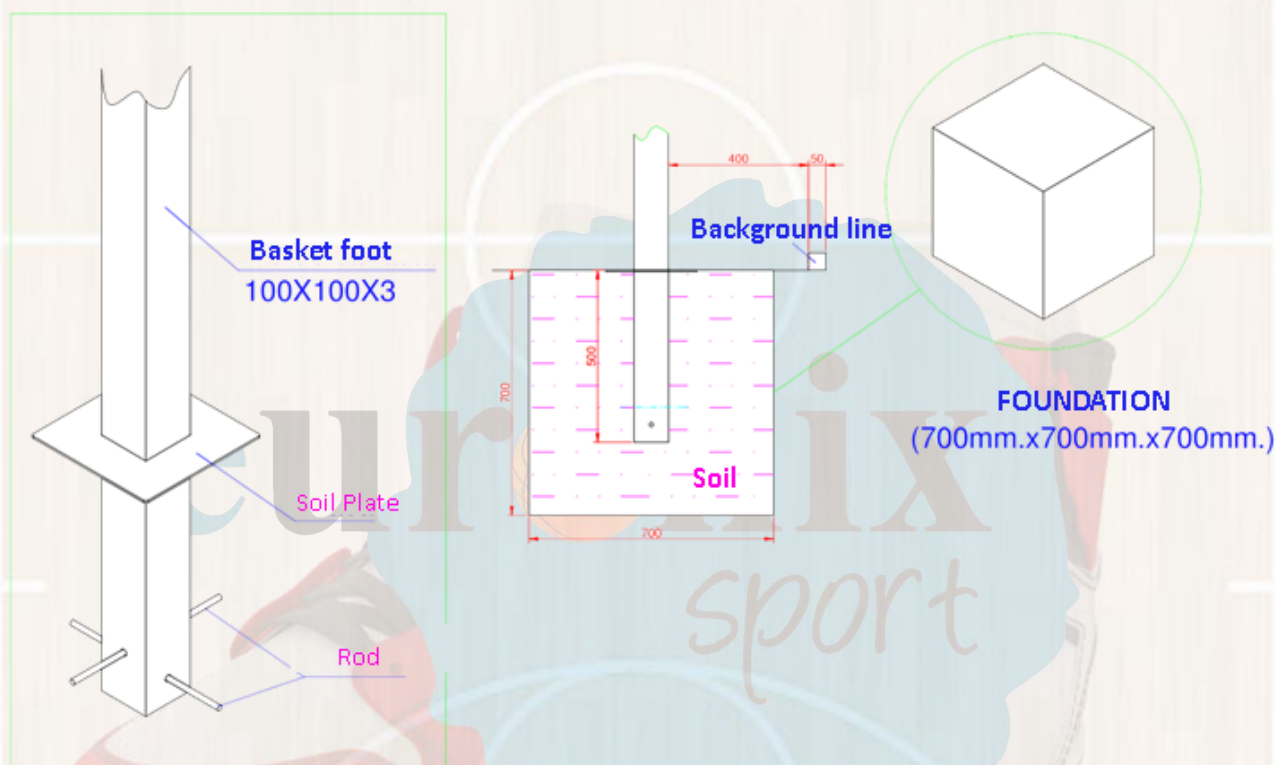 Basket foot
100X100X3
Soil Plate
Rod
400
50
Background line
500
700
Soil
700
FOUNDATION
(700mm.x700mm.x700mm.)
euronix
sport